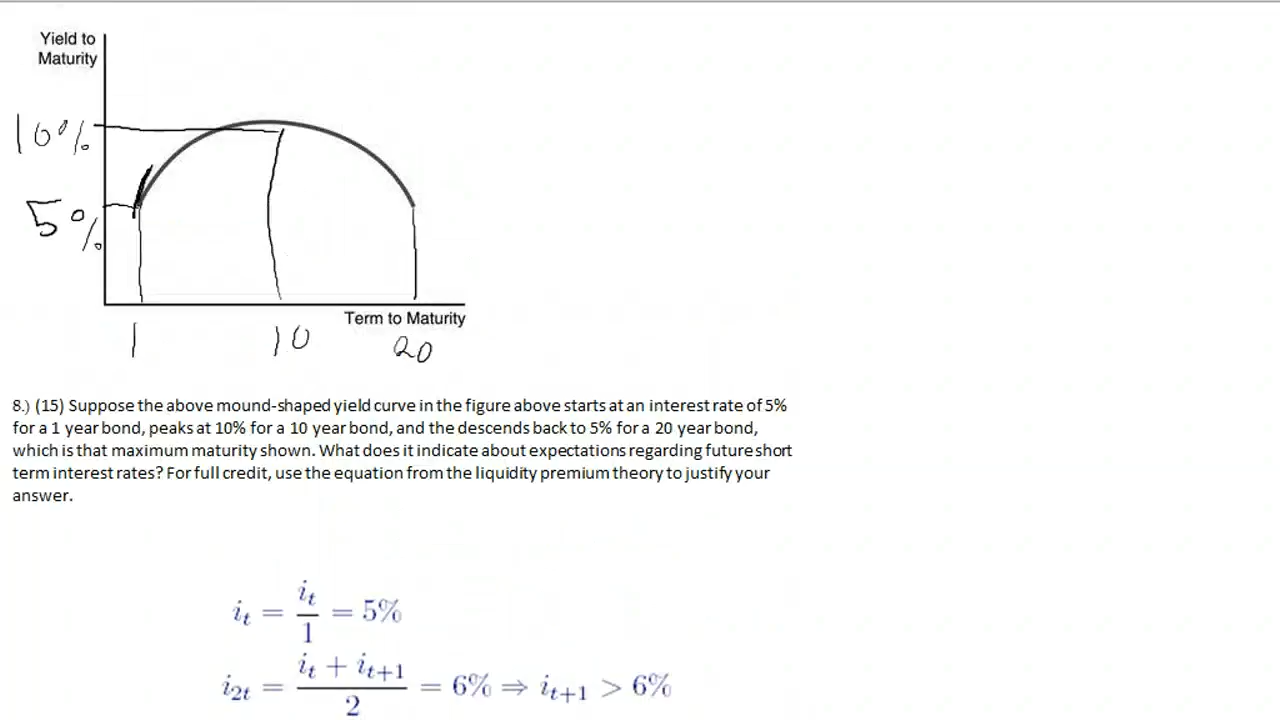 Yield to
Maturity
10%
5%
Term to Maturity
1 10 20
8.) (15) Suppose the above mound-shaped yield curve in the figure above starts at an interest rate of 5%
for a 1 year bond, peaks at 10% for a 10 year bond, and the descends back to 5% for a 20 year bond,
which is that maximum maturity shown. What does it indicate about expectations regarding future short
term interest rates? For full credit, use the equation from the liquidity premium theory to justify your
answer.
i_t = i_t / 1 = 5%
i_{2t} = (i_t + i_{t+1}) / 2 = 6% ⇒ i_{t+1} > 6%